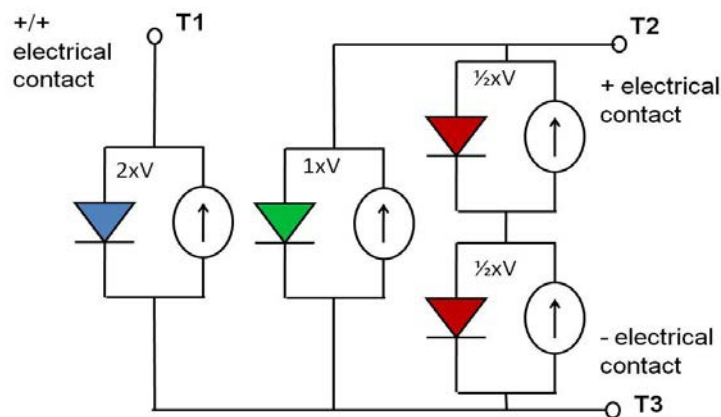 +/+
electrical
contact
T1
T2
T3
2xV
1xV
½xV
½xV
+ electrical
contact
- electrical
contact